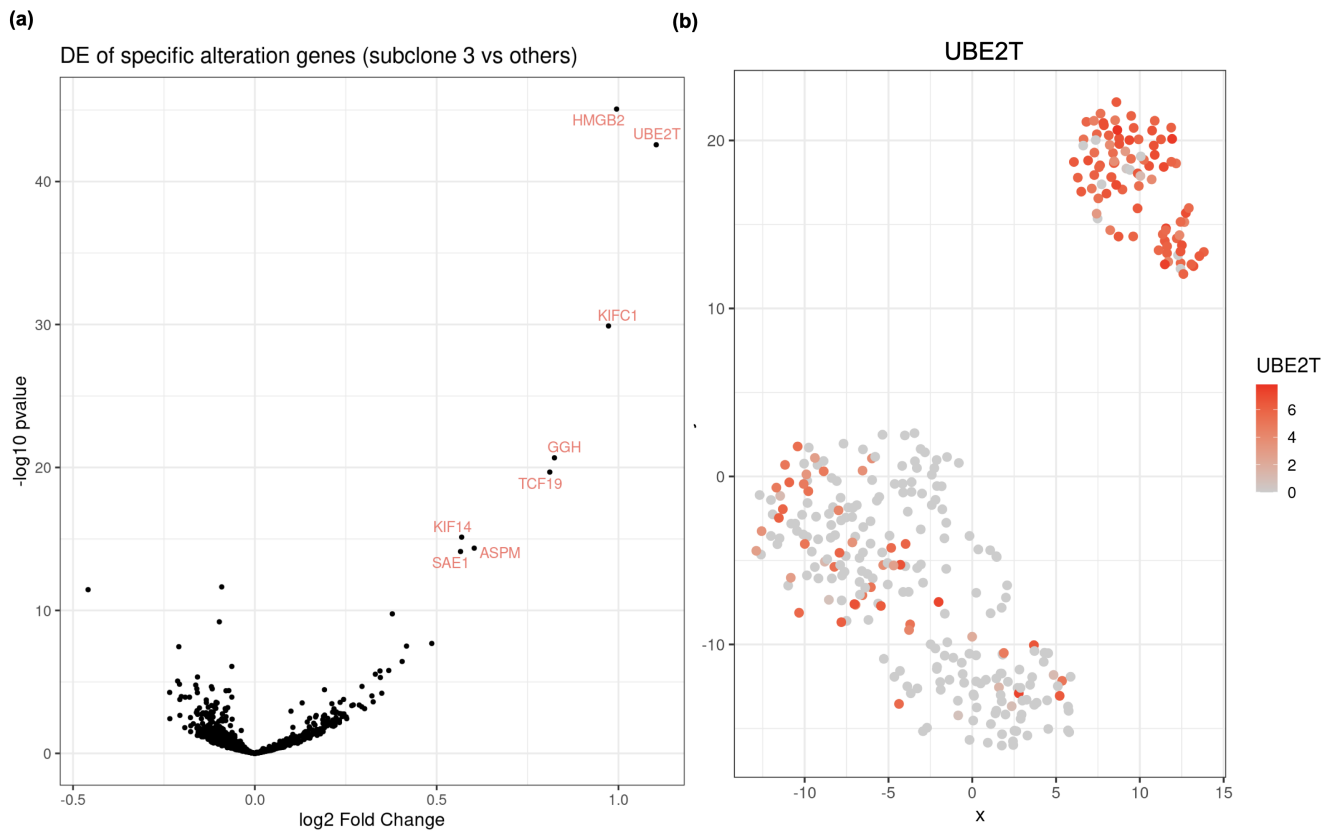 (a)
DE of specific alteration genes (subclone 3 vs others)
HMGB2
UBE2T
KIFC1
GGH
TCF19
KIF14
ASPM
SAE1
40
30
20
10
0
-0.5
0.0
0.5
1.0
-log10 pvalue
log2 Fold Change
(b)
UBE2T
20
10
0
-10
-10
-5
0
5
10
15
x
UBE2T
6
4
2
0